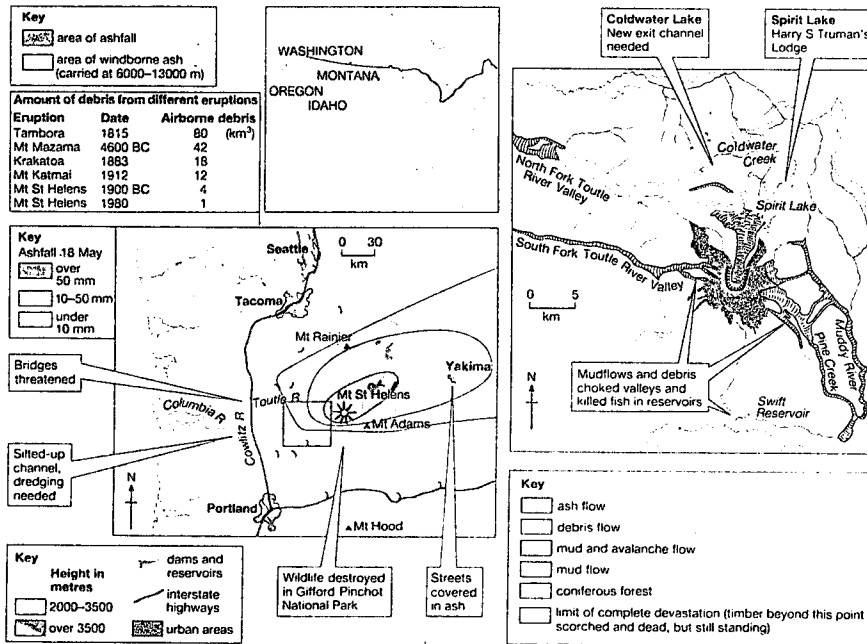 Key
area of ashfall
area of windborne ash
(carried at 6000–13000 m)
Amount of debris from different eruptions
Eruption Date Airborne debris
Tambora 1815 80 (km³)
Mt Mazama 4600 BC 42
Krakatoa 1883 18
Mt Katmai 1912 12
Mt St Helens 1900 BC 4
Mt St Helens 1980 1
WASHINGTON
MONTANA
OREGON
IDAHO
Coldwater Lake
New exit channel
needed
Spirit Lake
Harry S Truman's
Lodge
North Fork Toutle
River Valley
Coldwater
Creek
Spirit Lake
South Fork Toutle
River Valley
0 5
km
Mudflows and debris
choked valleys and
killed fish in reservoirs
Pine Creek
Muddy River
Swift
Reservoir
N
Key
Ashfall 18 May
over
50 mm
10–50 mm
under
10 mm
Seattle
0 30
km
Tacoma
Mt Rainier
Yakima
Bridges
threatened
Mt St Helens
Toutle R
Columbia R
Cowlitz R
Mt Adams
Silted-up
channel,
dredging
needed
N
Portland
Mt Hood
Key
Height in
metres
2000–3500
over 3500
dams and
reservoirs
interstate
highways
urban areas
Wildlife destroyed
in Gifford Pinchot
National Park
Streets
covered
in ash
Key
ash flow
debris flow
mud and avalanche flow
mud flow
coniferous forest
limit of complete devastation (timber beyond this point
scorched and dead, but still standing)